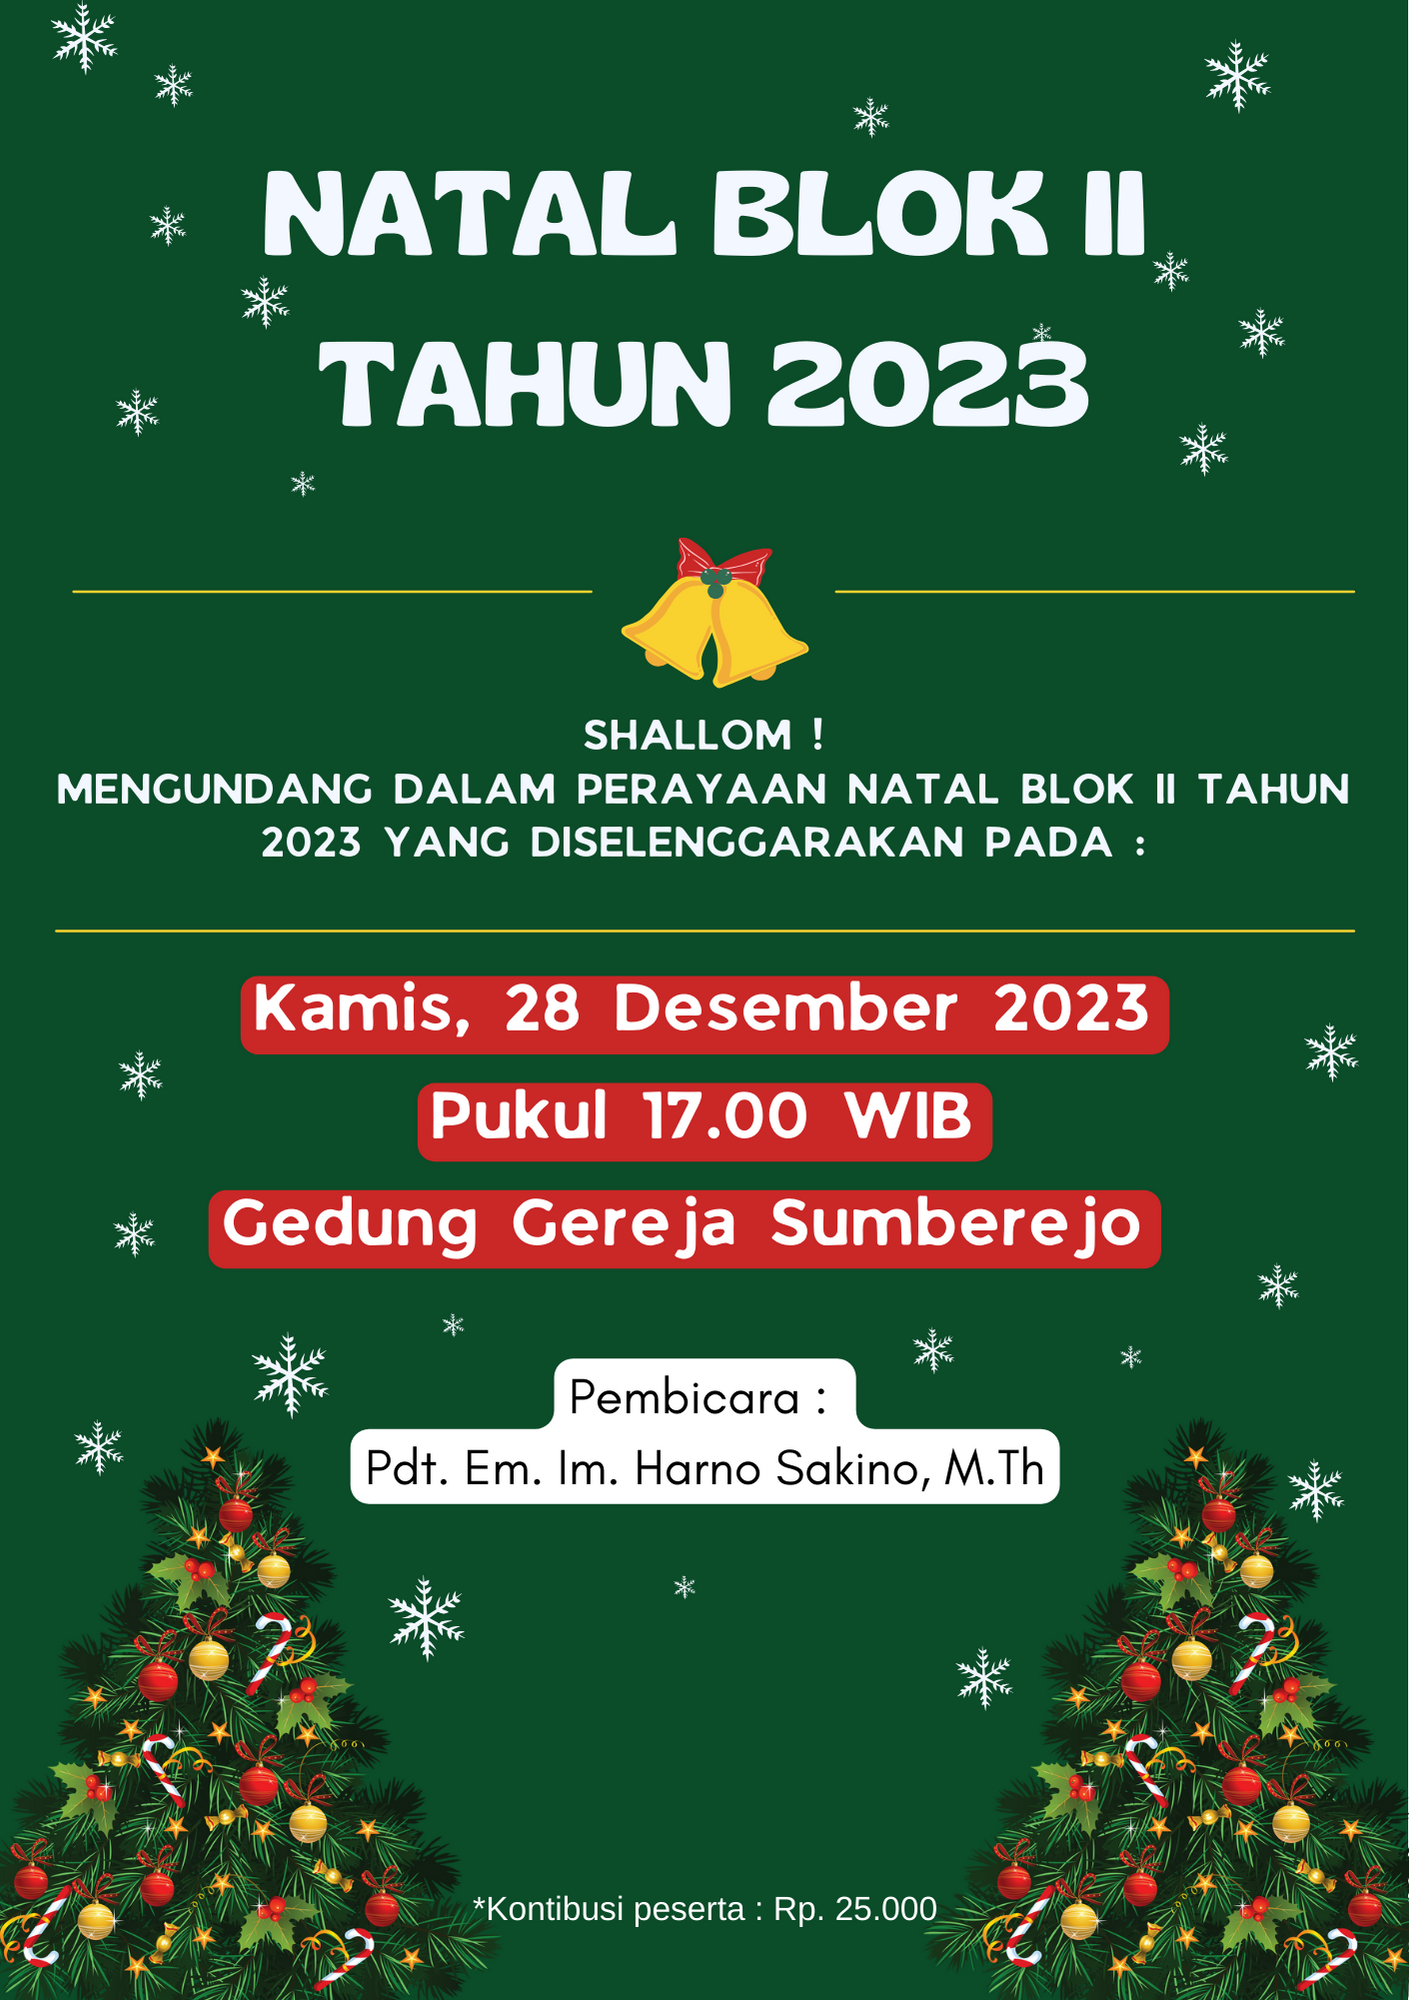 NATAL BLOK II
TAHUN 2023
SHALLOM !
MENGUNDANG DALAM PERAYAAN NATAL BLOK II TAHUN
2023 YANG DISELENGGARAKAN PADA :
Kamis, 28 Desember 2023
Pukul 17.00 WIB
Gedung Gereja Sumberejo
Pembicara :
Pdt. Em. Im. Harno Sakino, M.Th
*Kontibusi peserta : Rp. 25.000